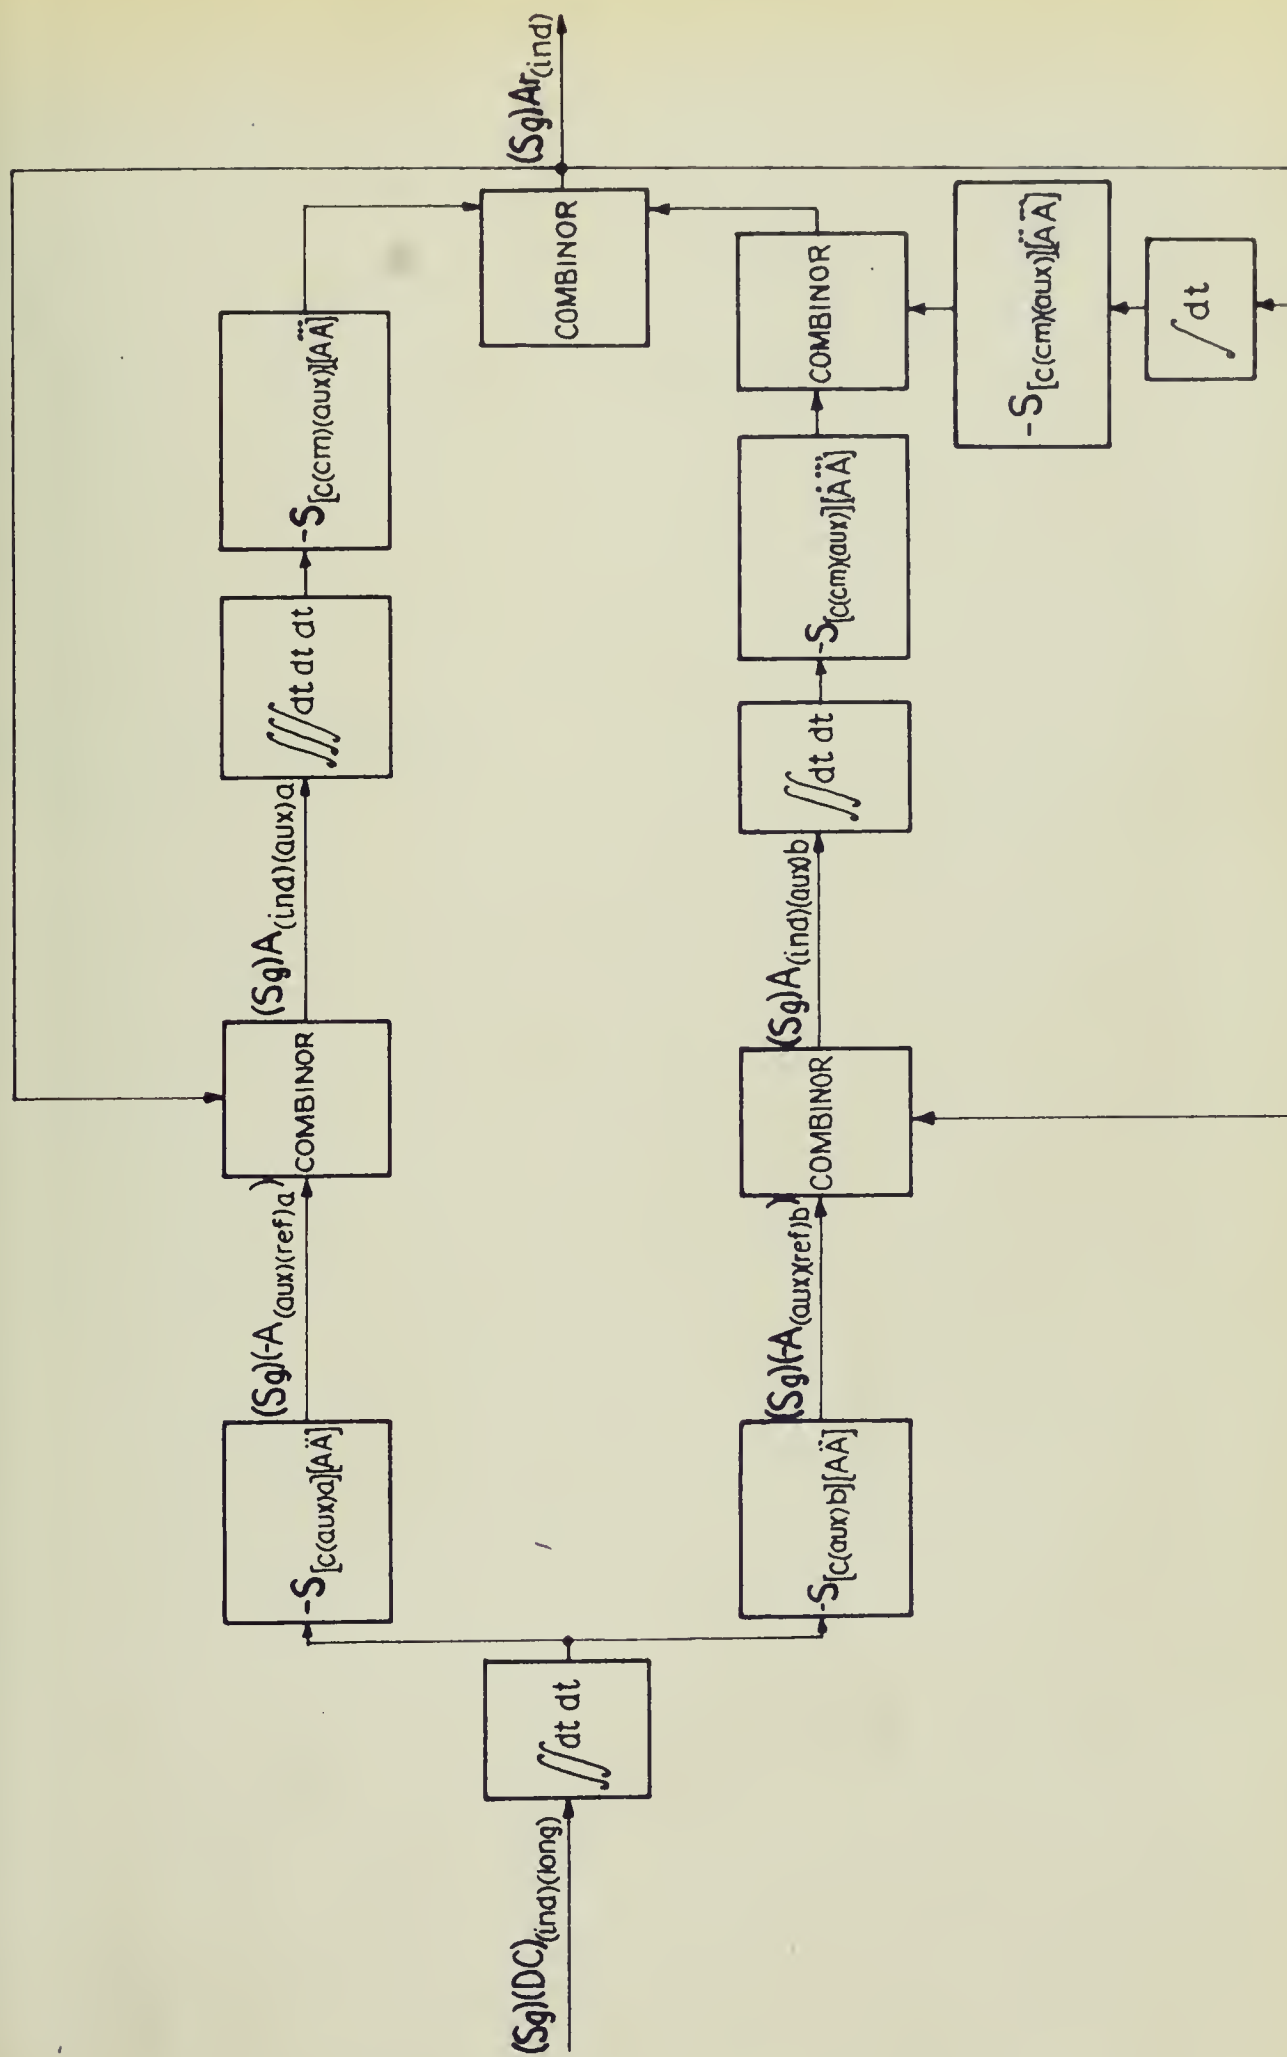 (Sg)(DC)(ind)(long)
∬dt dt
-S[c(aux)a][AÄ]
(Sg)(-A(aux)(ref)a)
COMBINOR
(Sg)A(ind)(aux)a
∭dt dt dt
-S[c(cm)(aux)][A⃛A]
COMBINOR
(Sg)Ar(ind)
-S[C(aux)b][AÄ]
(Sg)(-A(aux)(ref)b)
COMBINOR
(Sg)A(ind)(aux)b
∬dt dt
-S[c(cm)(aux)][Ȧ⃛A]
COMBINOR
-S[c(cm)(aux)][Ä⃛A]
∫dt